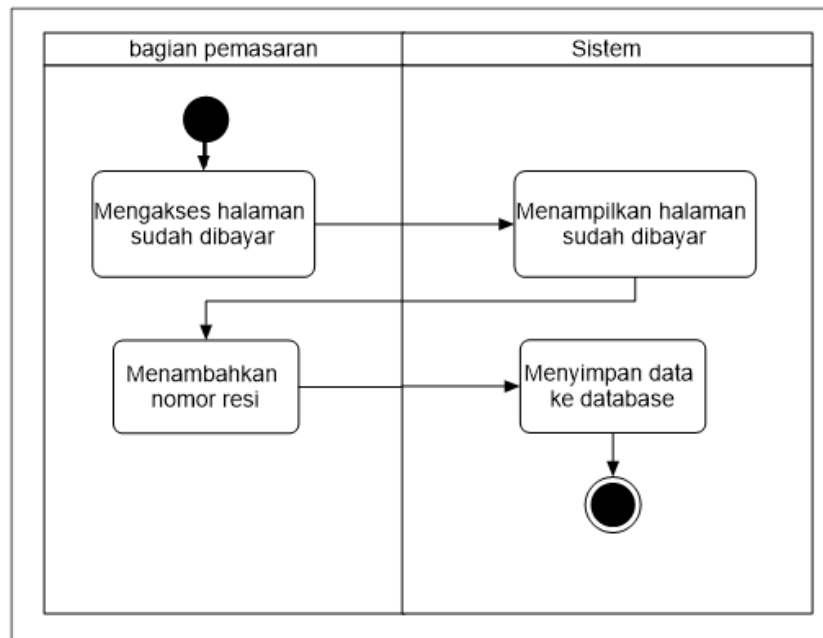 bagian pemasaran
Sistem
Mengakses halaman
sudah dibayar
Menampilkan halaman
sudah dibayar
Menambahkan
nomor resi
Menyimpan data
ke database